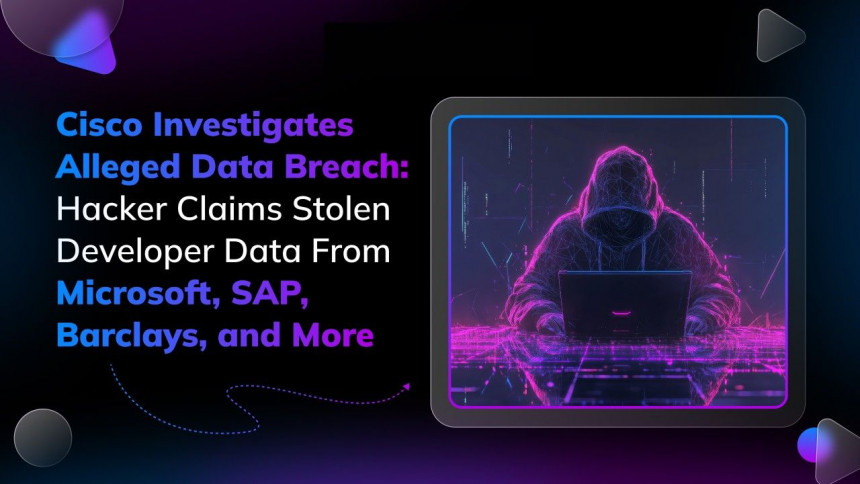 Cisco Investigates
Alleged Data Breach:
Hacker Claims Stolen
Developer Data From
Microsoft, SAP,
Barclays, and More